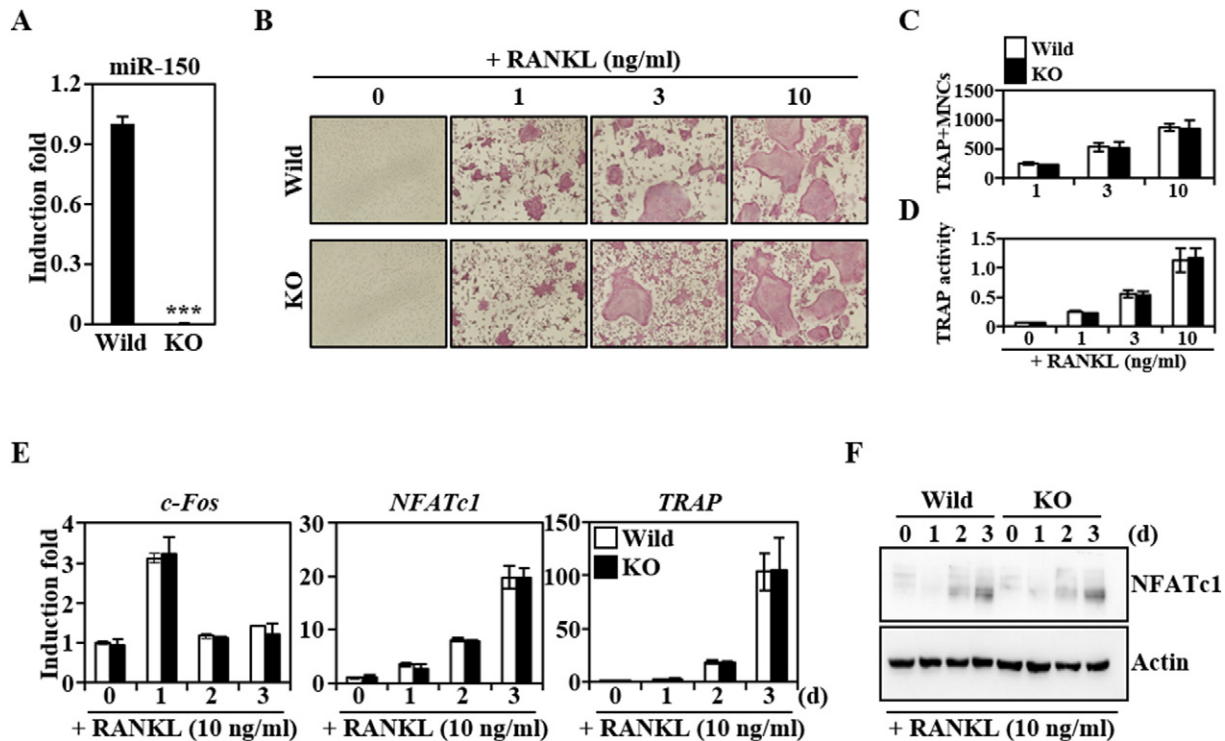 A
miR-150
Induction fold
1.2
0.9
0.6
0.3
0
***
Wild KO
B
+ RANKL (ng/ml)
0 1 3 10
Wild
KO
C
Wild
KO
TRAP+MNCs
1500
1000
500
0
1 3 10
D
TRAP activity
1.5
1.0
0.5
0
0 1 3 10
+ RANKL (ng/ml)
E
c-Fos
Induction fold
4
3
2
1
0
0 1 2 3
+ RANKL (10 ng/ml)
NFATc1
30
20
10
0
0 1 2 3
+ RANKL (10 ng/ml)
TRAP
150
100
50
0
Wild
KO
0 1 2 3 (d)
+ RANKL (10 ng/ml)
F
Wild KO
0 1 2 3 0 1 2 3 (d)
NFATc1
Actin
+ RANKL (10 ng/ml)